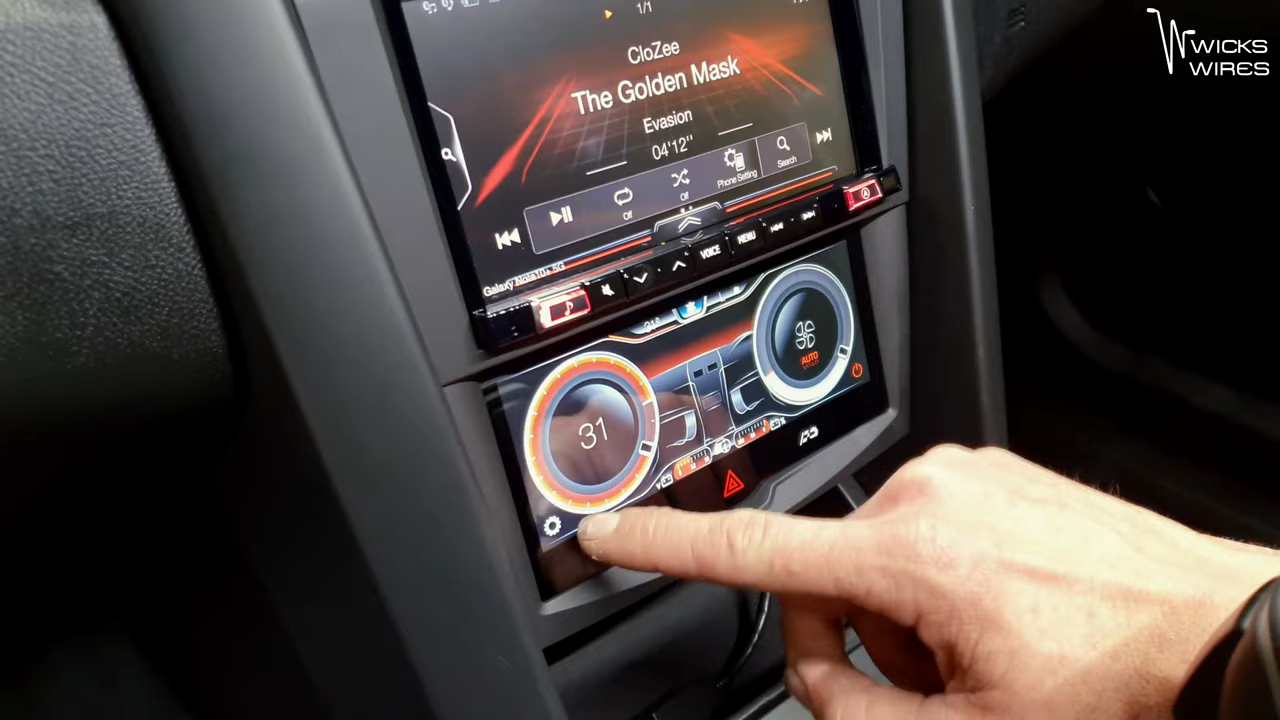 WICKS
WIRES
1/1
CloZee
The Golden Mask
Evasion
04'12''
Off
Off
Phone Setting
Search
Galaxy Note10+ 5G
VOICE
MENU
AUTO
31